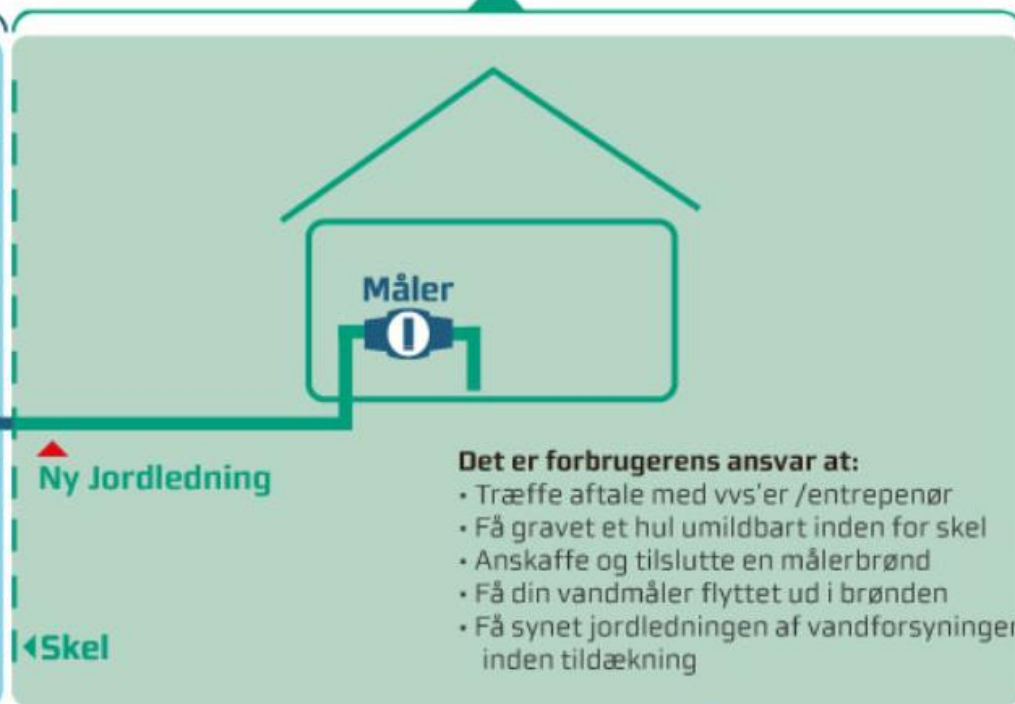 Måler
Ny Jordledning
Det er forbrugerens ansvar at:
• Træffe aftale med vvs'er /entrepenør
• Få gravet et hul umildbart inden for skel
• Anskaffe og tilslutte en målerbrønd
• Få din vandmåler flyttet ud i brønden
• Få synet jordledningen af vandforsyningen
inden tildækning
Skel